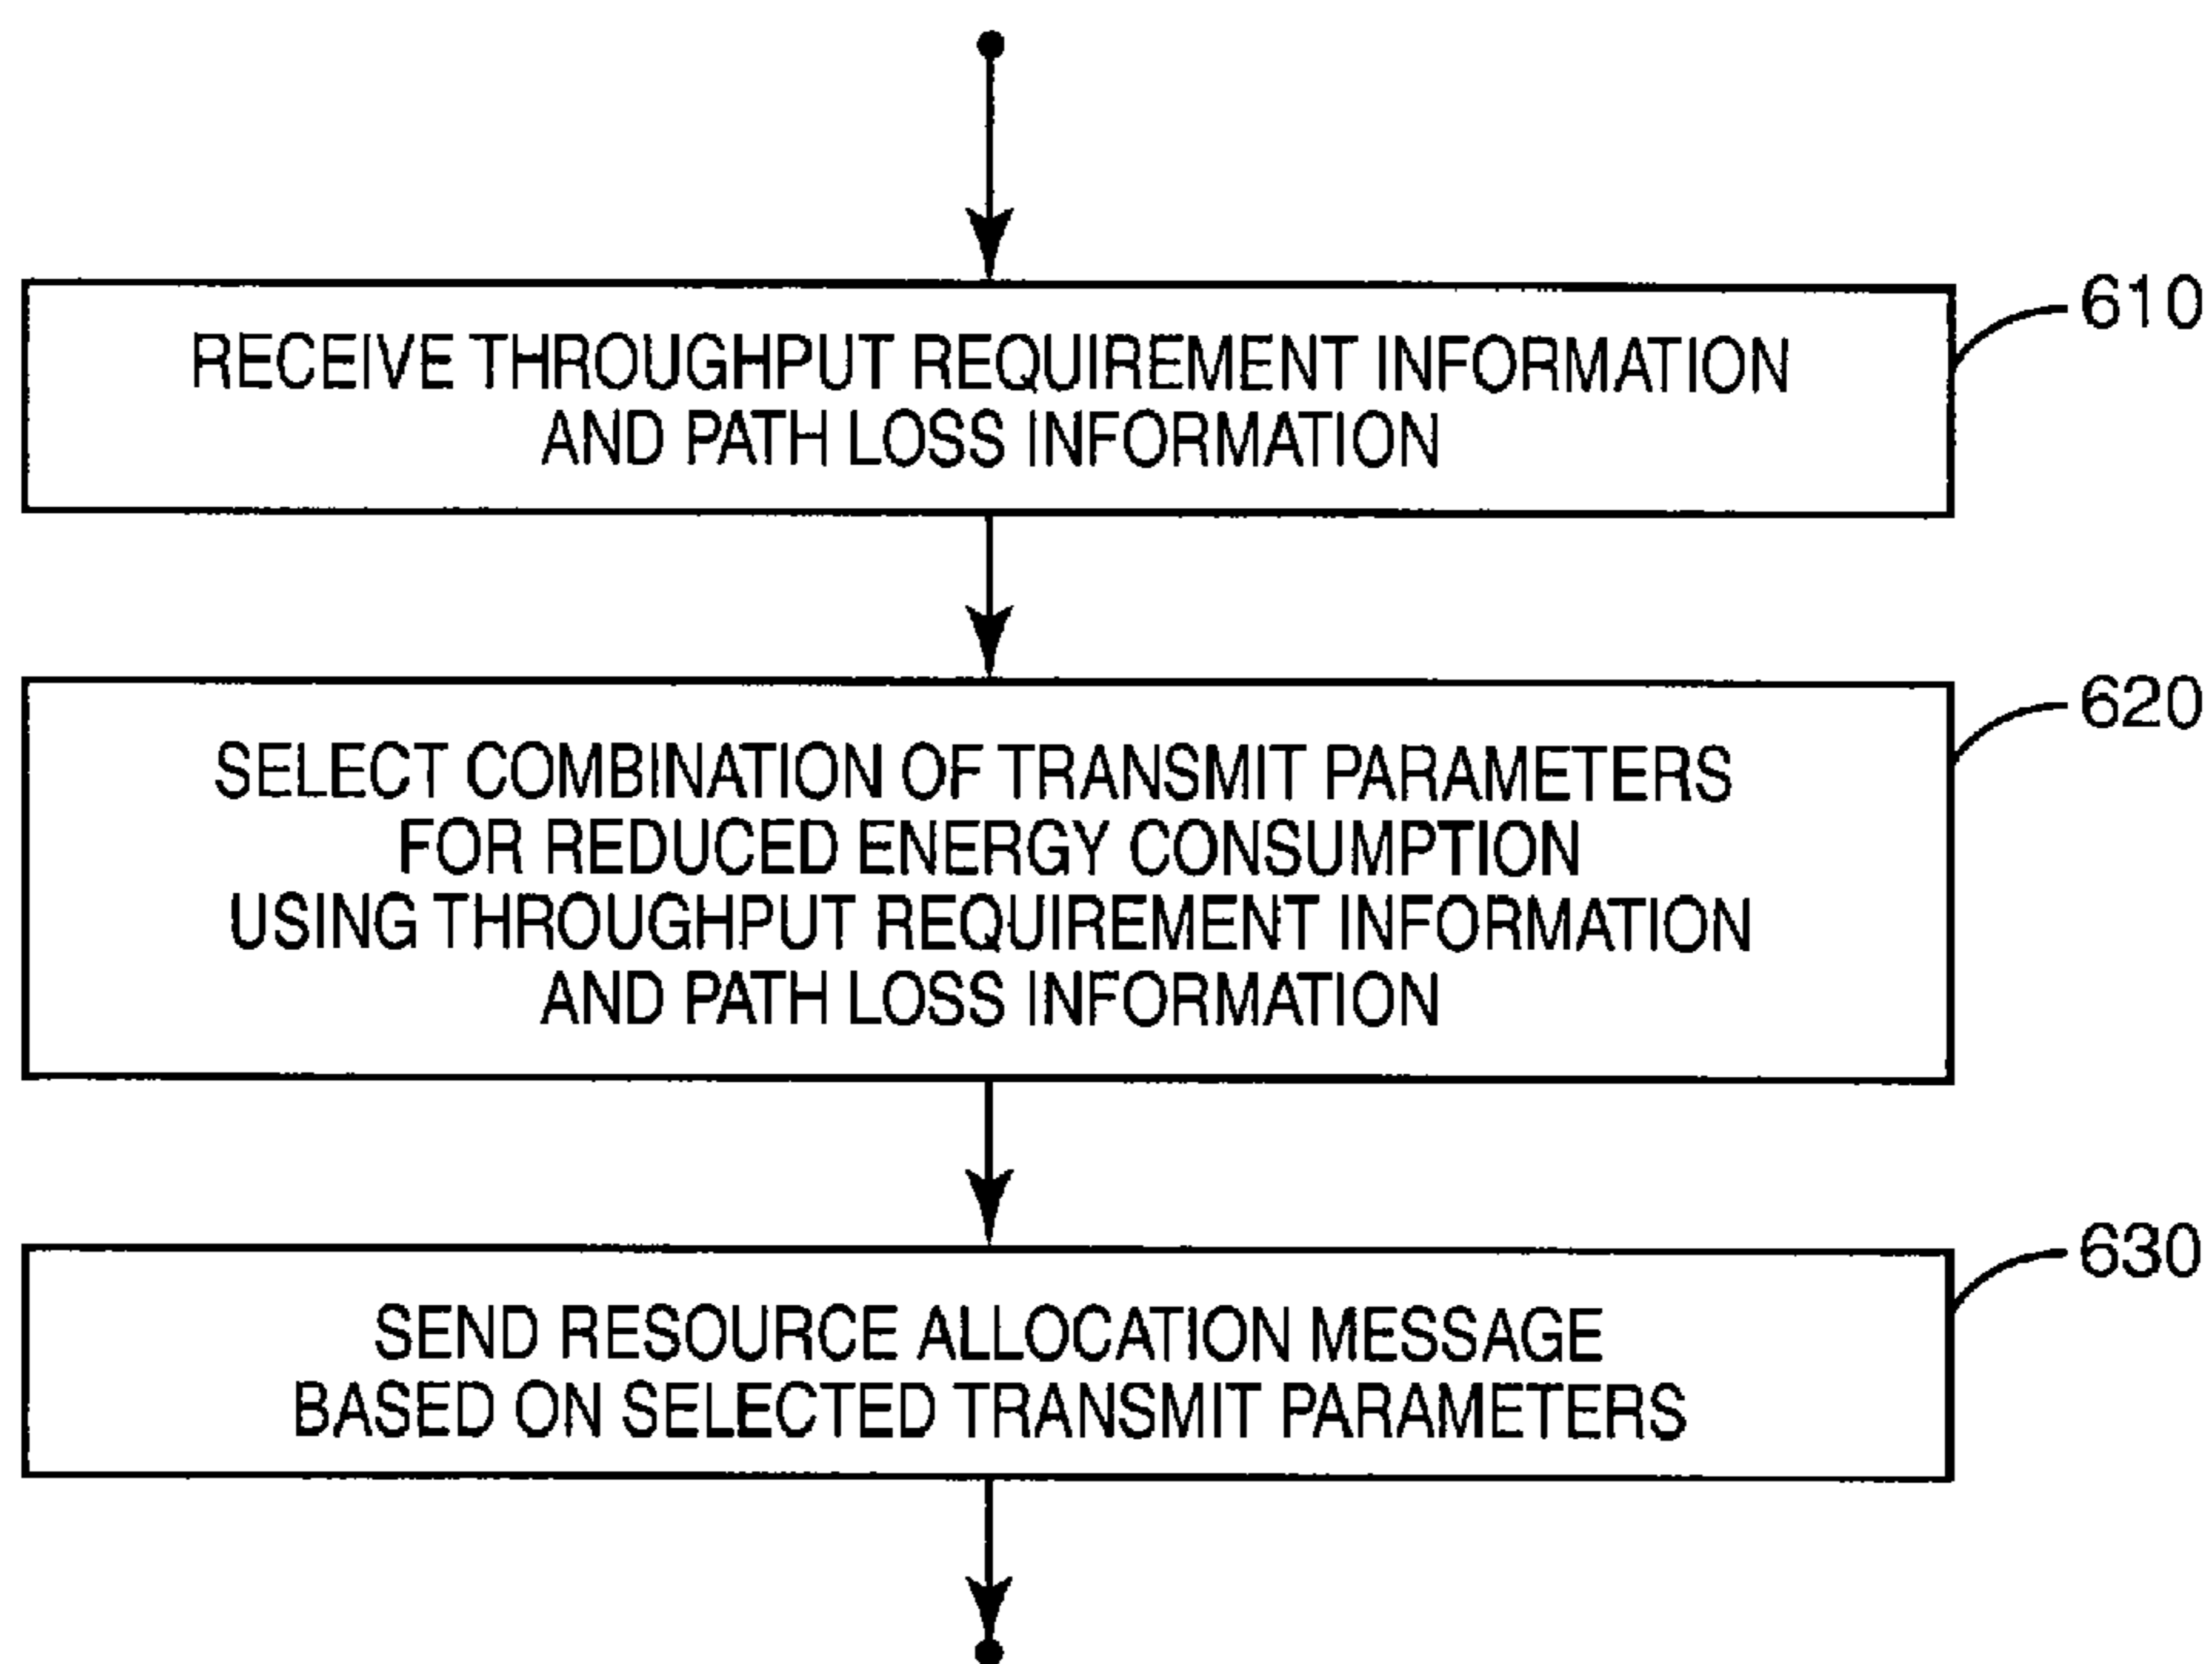 RECEIVE THROUGHPUT REQUIREMENT INFORMATION
AND PATH LOSS INFORMATION
610
SELECT COMBINATION OF TRANSMIT PARAMETERS
FOR REDUCED ENERGY CONSUMPTION
USING THROUGHPUT REQUIREMENT INFORMATION
AND PATH LOSS INFORMATION
620
SEND RESOURCE ALLOCATION MESSAGE
BASED ON SELECTED TRANSMIT PARAMETERS
630